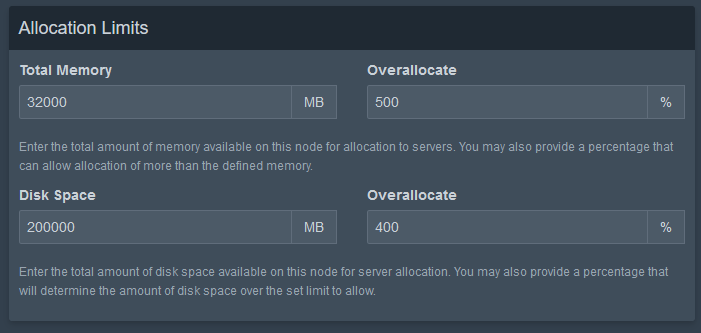 Allocation Limits
Total Memory Overallocate
32000 MB 500 %
Enter the total amount of memory available on this node for allocation to servers. You may also provide a percentage that
can allow allocation of more than the defined memory.
Disk Space Overallocate
200000 MB 400 %
Enter the total amount of disk space available on this node for server allocation. You may also provide a percentage that
will determine the amount of disk space over the set limit to allow.